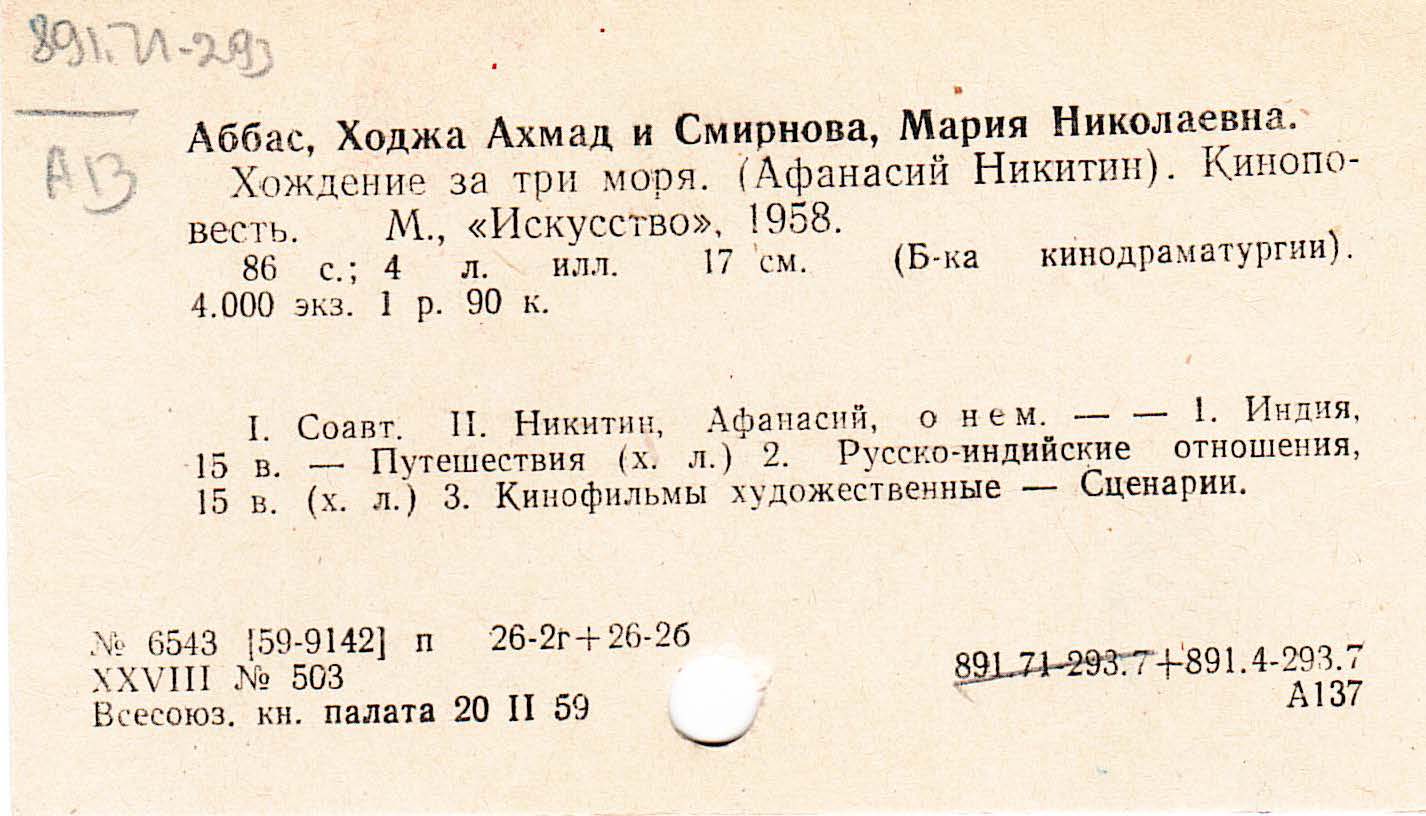 891.71-293
А13
Аббас, Ходжа Ахмад и Смирнова, Мария Николаевна.
Хождение за три моря. (Афанасий Никитин). Кинопо-
весть. М., «Искусство», 1958.
86 с.; 4 л. илл. 17 см. (Б-ка кинодраматургии).
4.000 экз. 1 р. 90 к.
I. Соавт. II. Никитин, Афанасий, о нем. — — 1. Индия,
15 в. — Путешествия (х. л.) 2. Русско-индийские отношения,
15 в. (х. л.) 3. Кинофильмы художественные — Сценарии.
№ 6543 [59-9142] п 26-2г+26-2б
XXVIII № 503
Всесоюз. кн. палата 20 II 59
891.71-293.7+891.4-293.7
А137